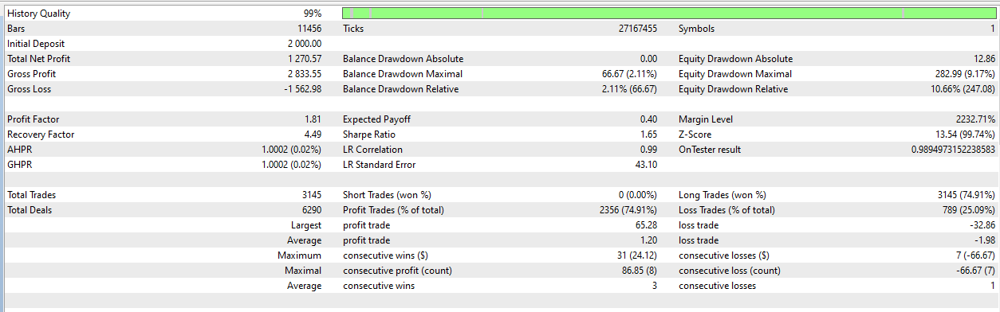 History Quality 99%
Bars 11456 Ticks 27167455 Symbols 1
Initial Deposit 2 000.00
Total Net Profit 1 270.57 Balance Drawdown Absolute 0.00 Equity Drawdown Absolute 12.86
Gross Profit 2 833.55 Balance Drawdown Maximal 66.67 (2.11%) Equity Drawdown Maximal 282.99 (9.17%)
Gross Loss -1 562.98 Balance Drawdown Relative 2.11% (66.67) Equity Drawdown Relative 10.66% (247.08)
Profit Factor 1.81 Expected Payoff 0.40 Margin Level 2232.71%
Recovery Factor 4.49 Sharpe Ratio 1.65 Z-Score 13.54 (99.74%)
AHPR 1.0002 (0.02%) LR Correlation 0.99 OnTester result 0.9894973152238583
GHPR 1.0002 (0.02%) LR Standard Error 43.10
Total Trades 3145 Short Trades (won %) 0 (0.00%) Long Trades (won %) 3145 (74.91%)
Total Deals 6290 Profit Trades (% of total) 2356 (74.91%) Loss Trades (% of total) 789 (25.09%)
Largest profit trade 65.28 loss trade -32.86
Average profit trade 1.20 loss trade -1.98
Maximum consecutive wins ($) 31 (24.12) consecutive losses ($) 7 (-66.67)
Maximal consecutive profit (count) 86.85 (8) consecutive loss (count) -66.67 (7)
Average consecutive wins 3 consecutive losses 1